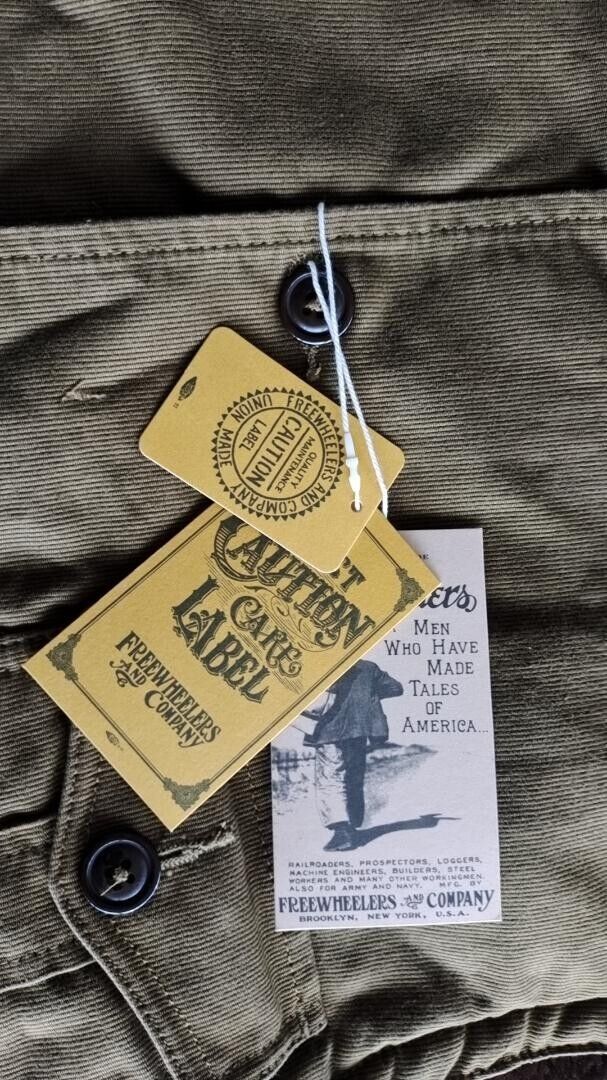 FREEWHEELERS AND COMPANY
UNION MADE
QUALITY
MAINTENANCE
CAUTION
LABEL
CAUTION
CARE
LABEL
FREEWHEELERS
AND COMPANY
MEN
WHO HAVE
MADE
TALES
OF
AMERICA...
RAILROADERS, PROSPECTORS, LOGGERS,
MACHINE ENGINEERS, BUILDERS, STEEL
WORKERS AND MANY OTHER WORKINGMEN.
ALSO FOR ARMY AND NAVY. MFG. BY
FREEWHEELERS AND COMPANY
BROOKLYN, NEW YORK, U.S.A.